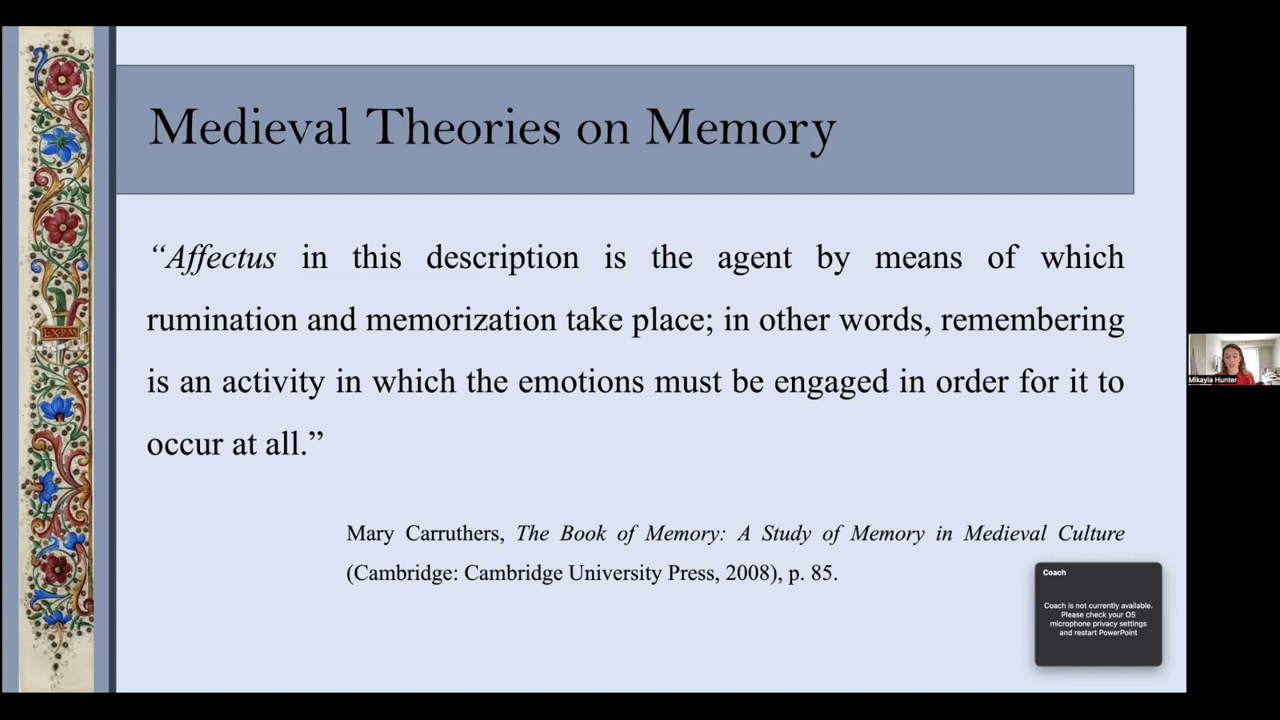 Medieval Theories on Memory
“Affectus in this description is the agent by means of which
rumination and memorization take place; in other words, remembering
is an activity in which the emotions must be engaged in order for it to
occur at all.”
Mary Carruthers, The Book of Memory: A Study of Memory in Medieval Culture
(Cambridge: Cambridge University Press, 2008), p. 85.
Coach
Coach is not currently available.
Please check your OS
microphone privacy settings
and restart PowerPoint
Mikayla Hunter